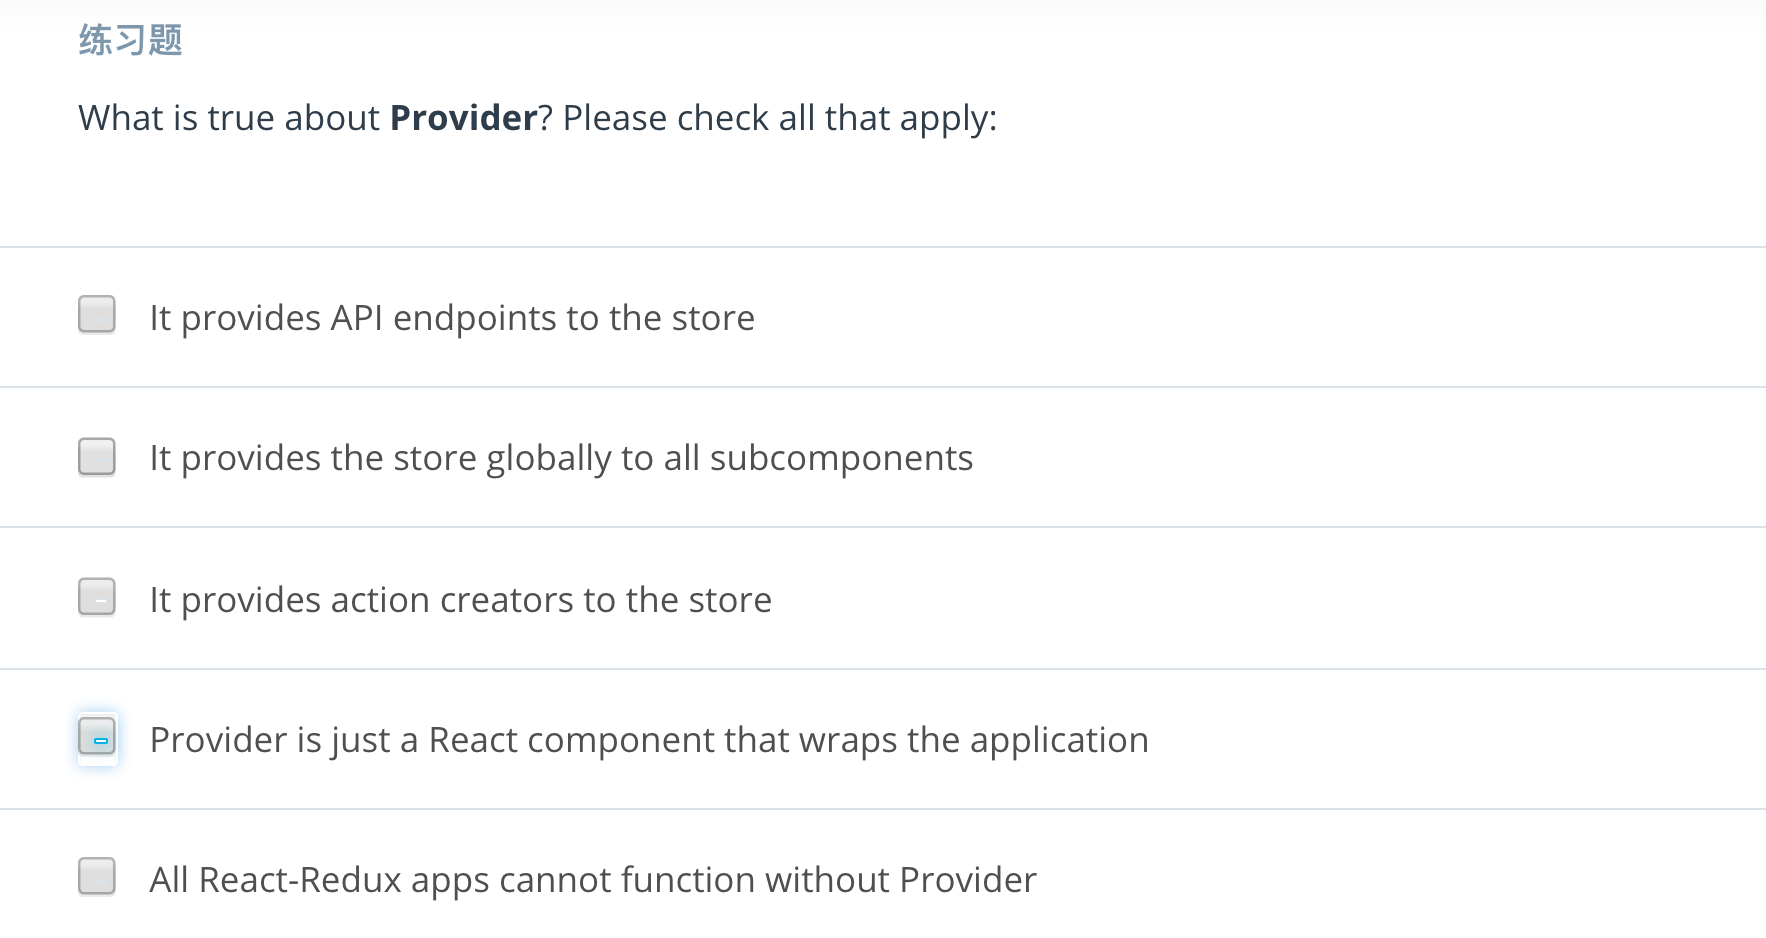 练习题
What is true about Provider? Please check all that apply:
It provides API endpoints to the store
It provides the store globally to all subcomponents
It provides action creators to the store
Provider is just a React component that wraps the application
All React-Redux apps cannot function without Provider